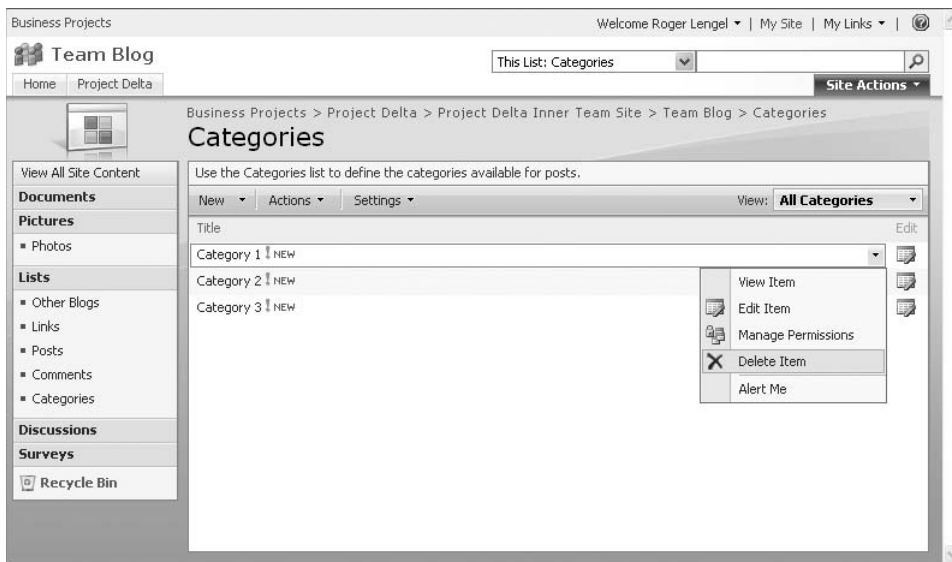 Business Projects
Welcome Roger Lengel | My Site | My Links |
Team Blog
This List: Categories
Home Project Delta
Site Actions
Business Projects > Project Delta > Project Delta Inner Team Site > Team Blog > Categories
Categories
View All Site Content
Documents
Pictures
Photos
Lists
Other Blogs
Links
Posts
Comments
Categories
Discussions
Surveys
Recycle Bin
Use the Categories list to define the categories available for posts.
New Actions Settings View: All Categories
Title Edit
Category 1 ! NEW
Category 2 ! NEW
Category 3 ! NEW
View Item
Edit Item
Manage Permissions
Delete Item
Alert Me